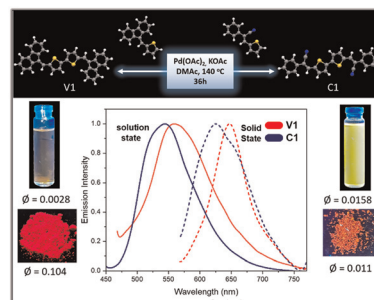 Pd(OAc)2, KOAc
DMAc, 140 ºC
36h
V1
C1
solution
state
Solid
State
V1
C1
Ø = 0.0028
Ø = 0.104
Ø = 0.0158
Ø = 0.011
Emission Intensity
1.0
0.8
0.6
0.4
0.2
0.0
450
500
550
600
650
700
750
Wavelength (nm)